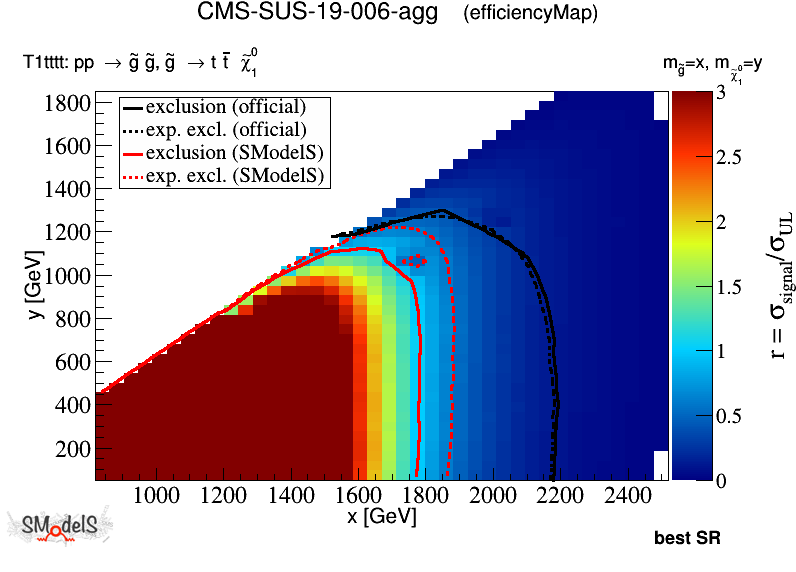 CMS-SUS-19-006-agg (efficiencyMap)
T1tttt: pp → g̃ g̃, g̃ → t t̄ χ̃₁⁰ m_g̃=x, m_χ̃₁⁰=y
exclusion (official)
exp. excl. (official)
exclusion (SModelS)
exp. excl. (SModelS)
1800
1600
1400
1200
1000
800
600
400
200
y [GeV]
1000 1200 1400 1600 1800 2000 2200 2400
x [GeV]
3
2.5
2
1.5
1
0.5
0
r = σ_signal/σ_UL
SModelS
best SR